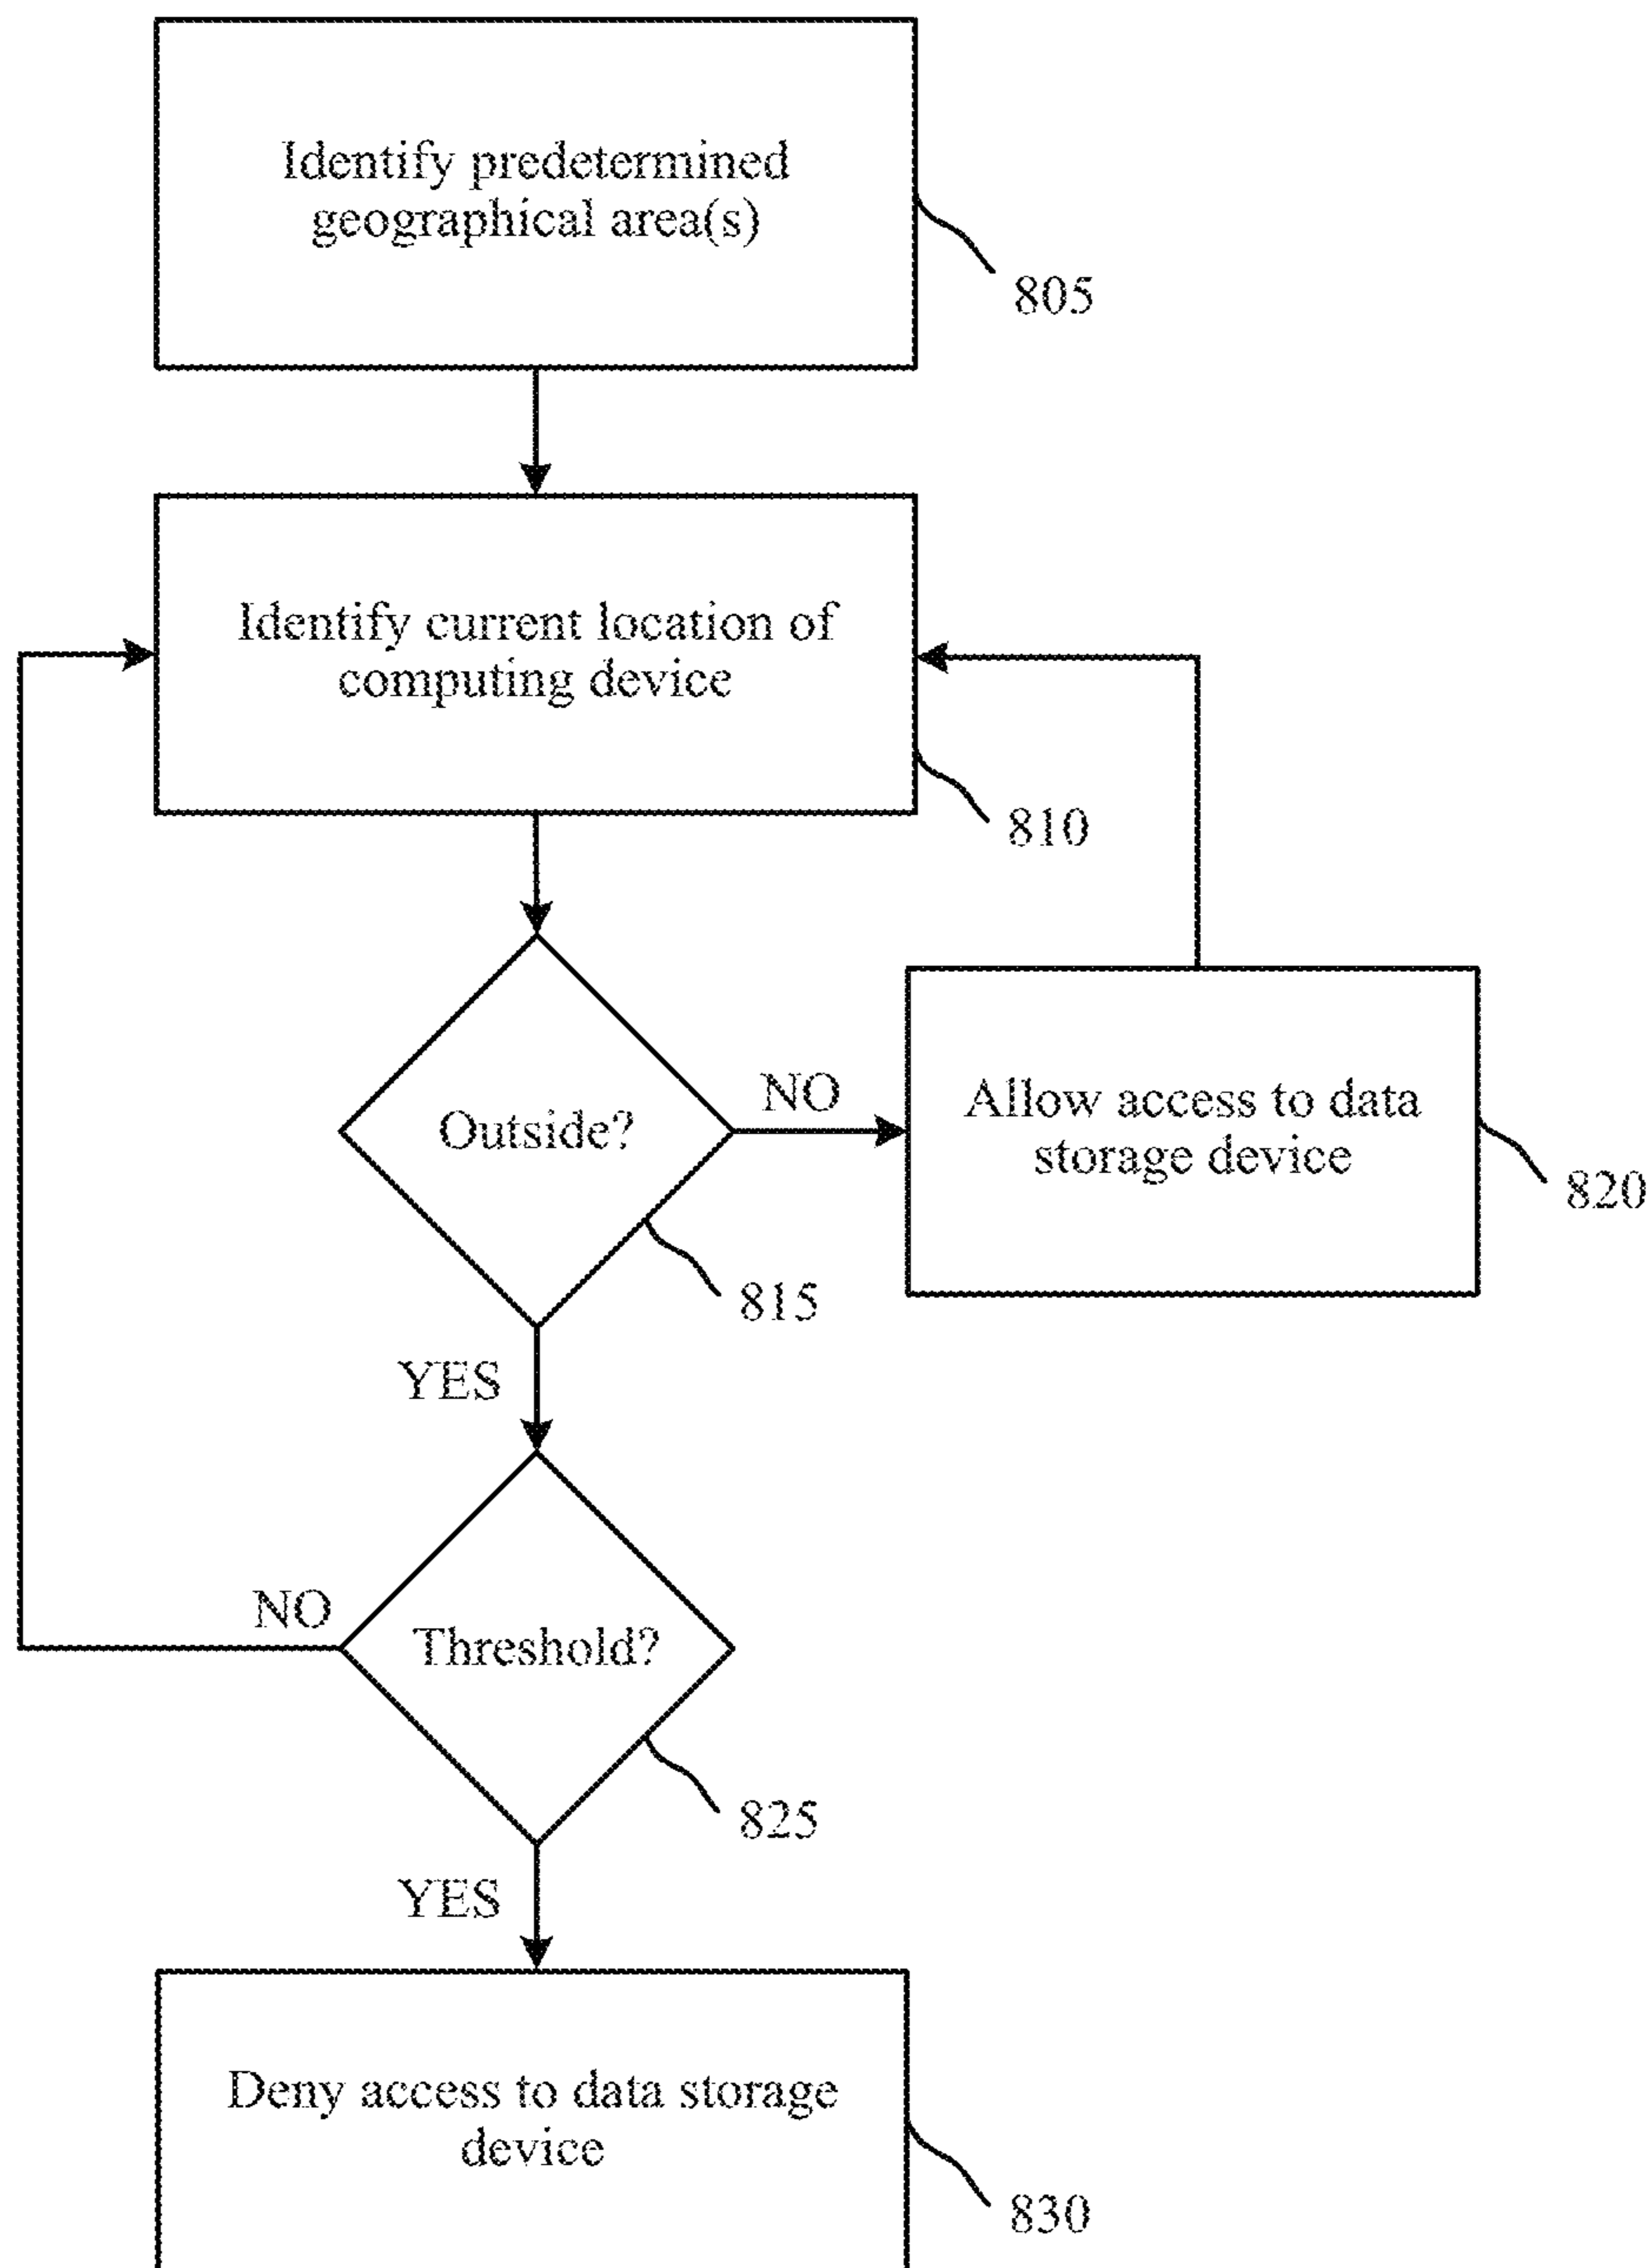 Identify predetermined
geographical area(s)
805
Identify current location of
computing device
810
Outside?
NO
Allow access to data
storage device
820
815
YES
Threshold?
NO
825
YES
Deny access to data storage
device
830